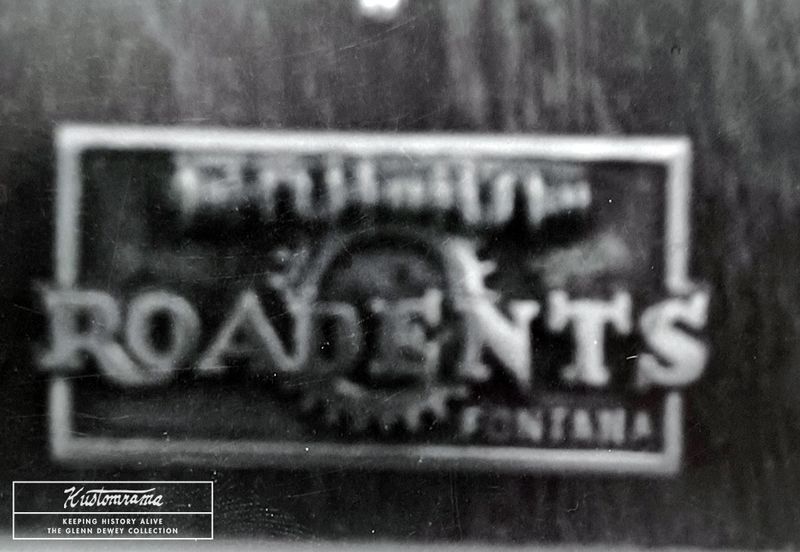 ROADENTS
FONTANA
Kustomrama
KEEPING HISTORY ALIVE
THE GLENN DEWEY COLLECTION